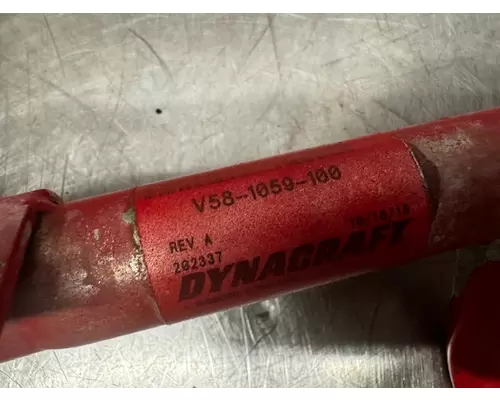 V58-1059-100
REV A
292337
DYNACRAFT